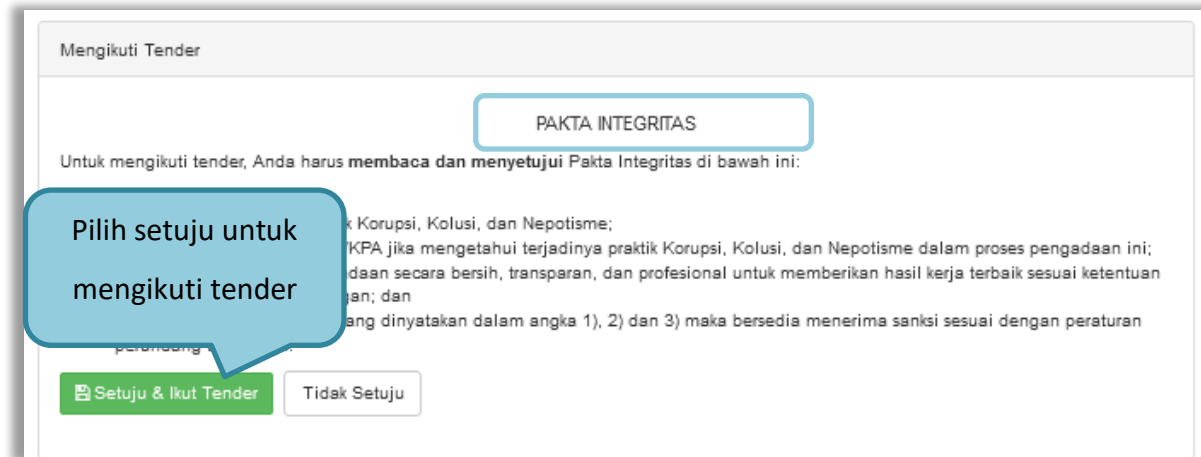 Mengikuti Tender
PAKTA INTEGRITAS
Untuk mengikuti tender, Anda harus membaca dan menyetujui Pakta Integritas di bawah ini:
Pilih setuju untuk
mengikuti tender
Korupsi, Kolusi, dan Nepotisme;
/KPA jika mengetahui terjadinya praktik Korupsi, Kolusi, dan Nepotisme dalam proses pengadaan ini;
daan secara bersih, transparan, dan profesional untuk memberikan hasil kerja terbaik sesuai ketentuan
gan; dan
ang dinyatakan dalam angka 1), 2) dan 3) maka bersedia menerima sanksi sesuai dengan peraturan
Setuju & Ikut Tender
Tidak Setuju